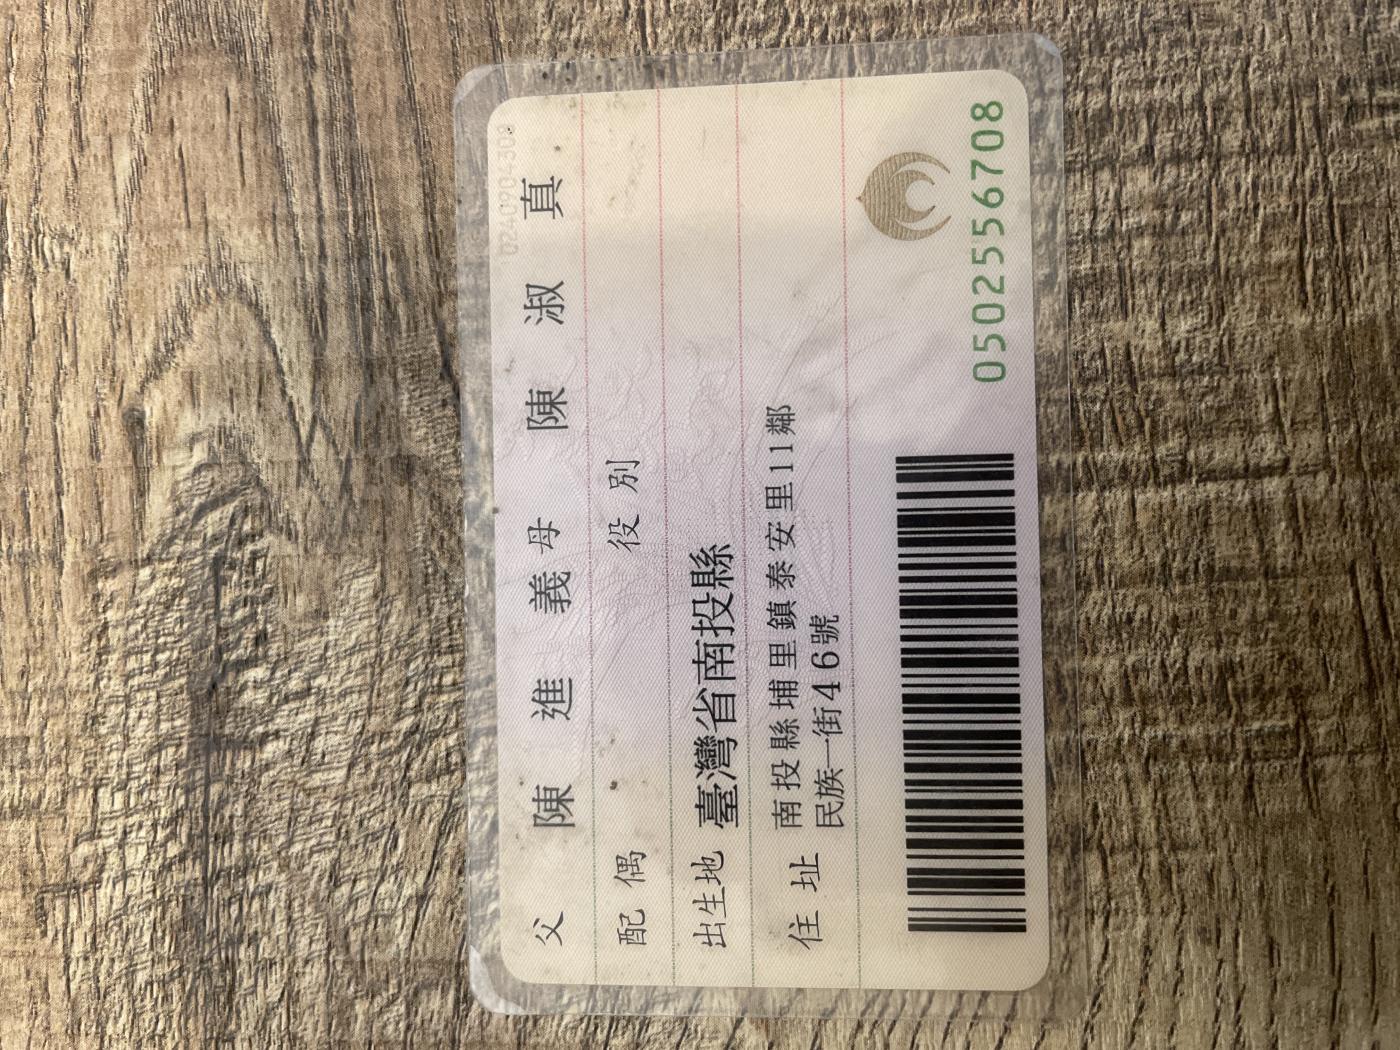 0240904308
父 陳進義 母 陳淑真
配偶 役別
出生地 臺灣省南投縣
住址 南投縣埔里鎮泰安里11鄰
民族一街46號
0502556708